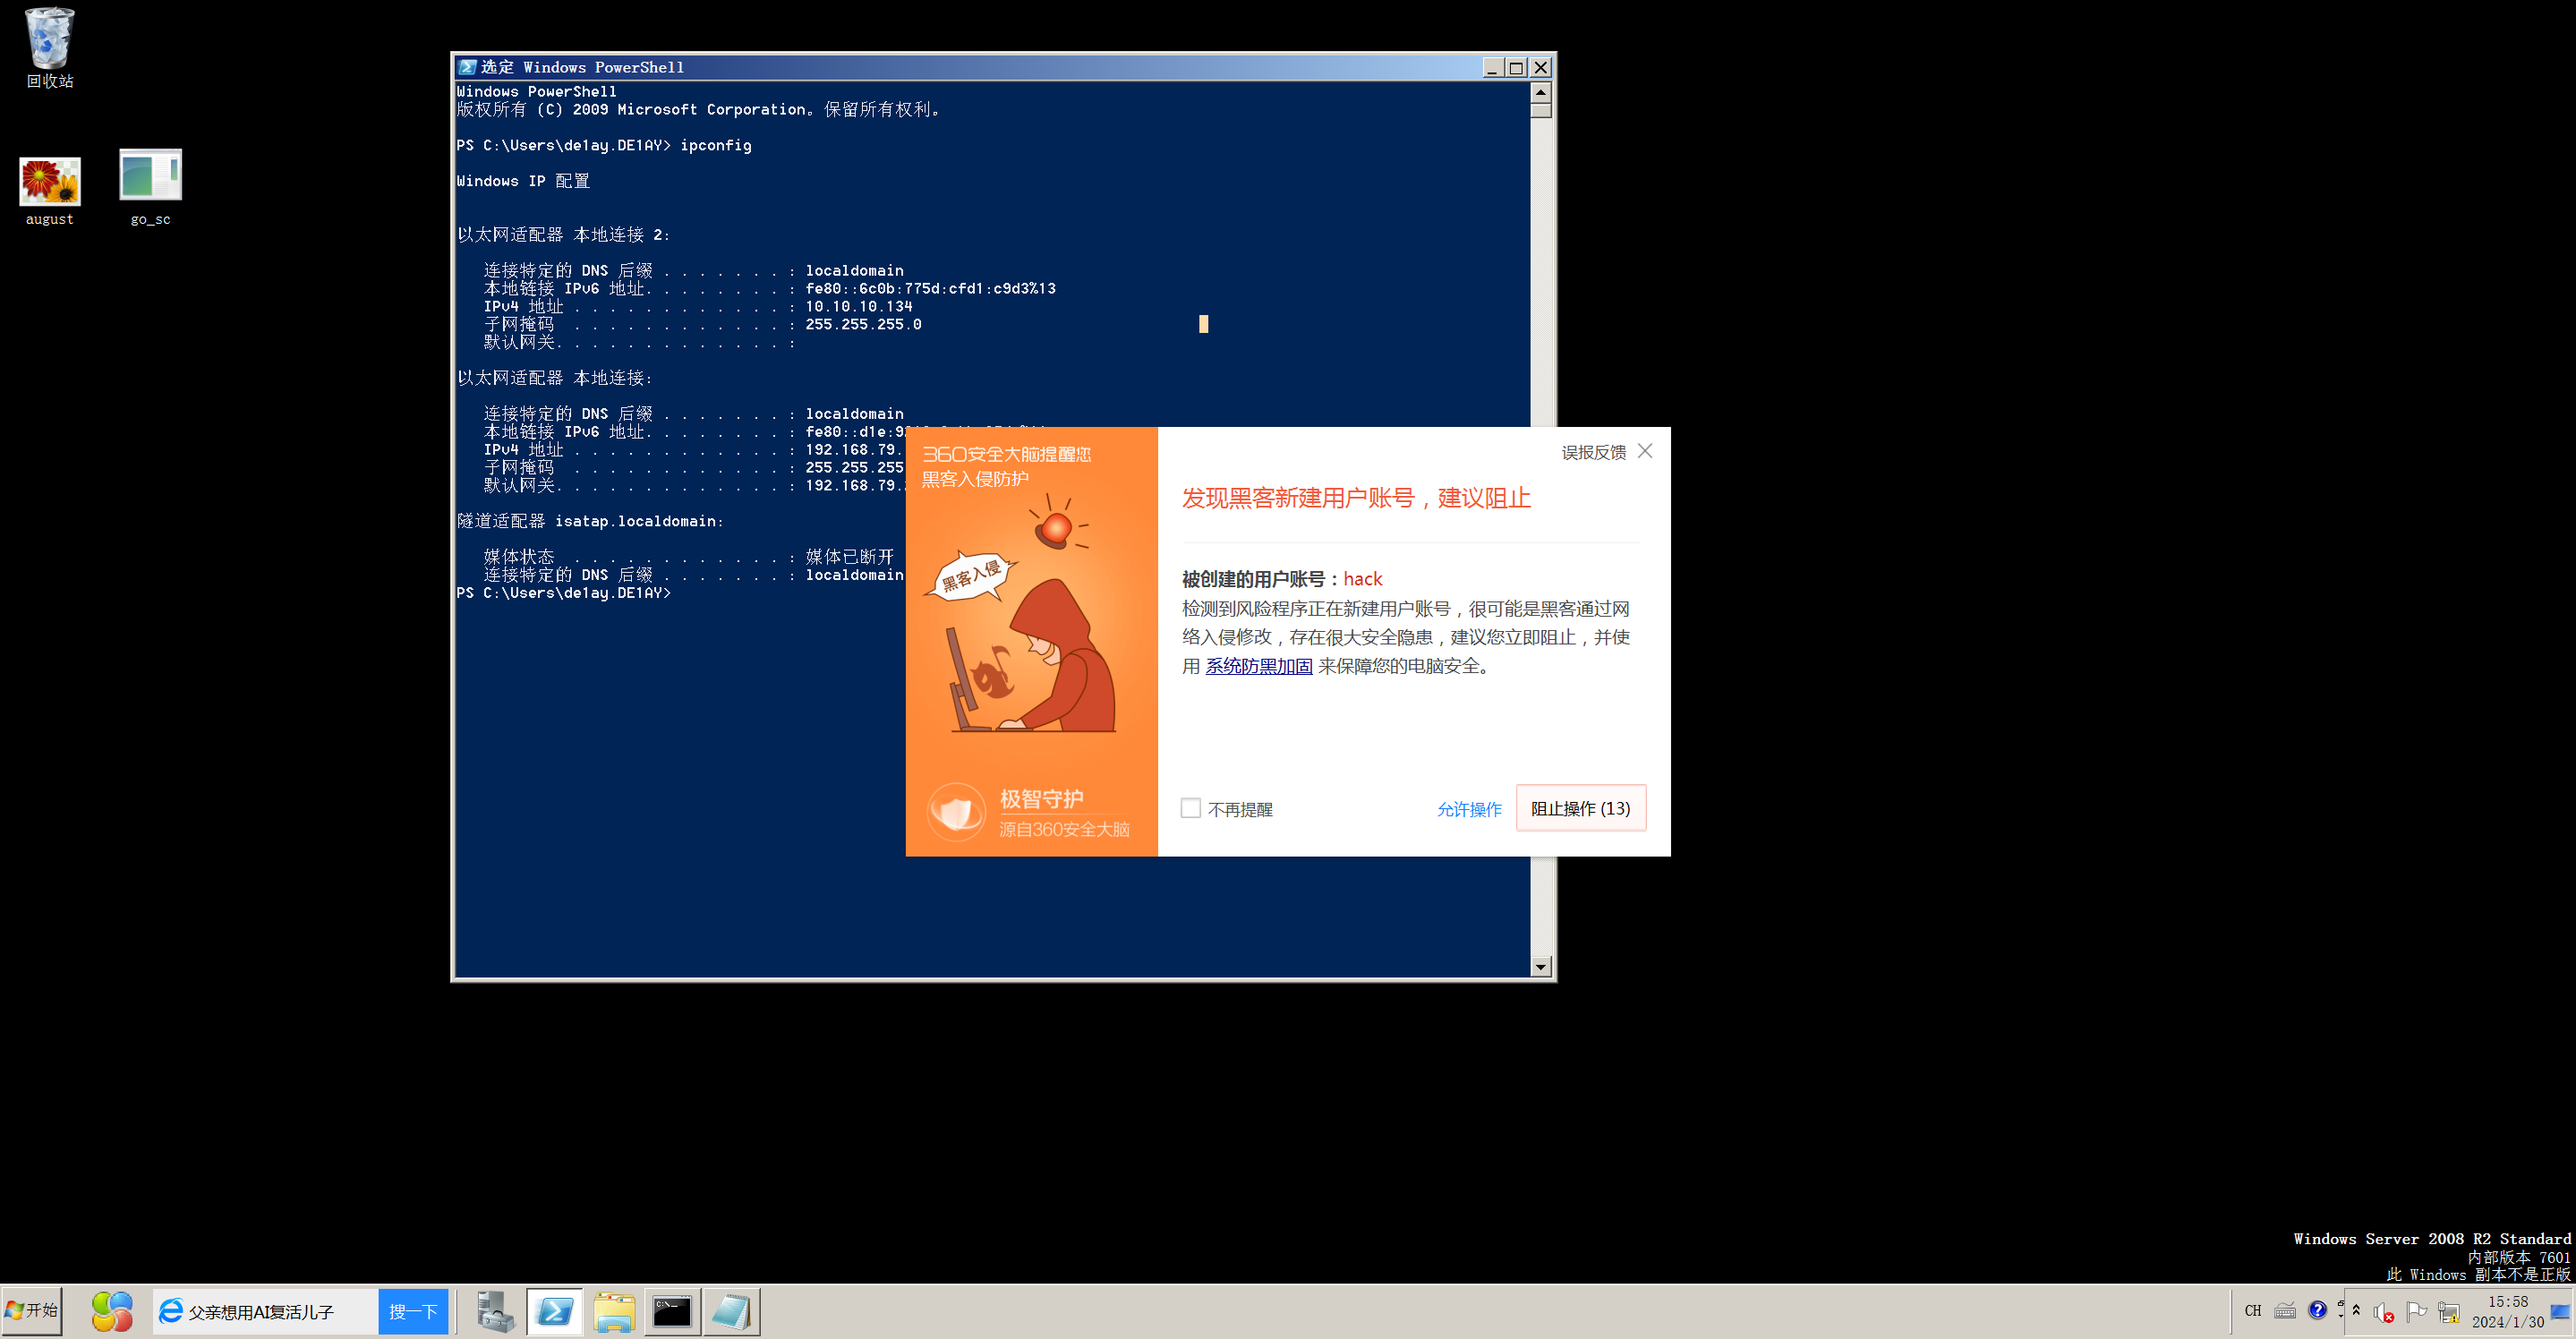 回收站
august
go_sc
选定 Windows PowerShell
Windows PowerShell
版权所有 (C) 2009 Microsoft Corporation。保留所有权利。
PS C:\Users\de1ay.DE1AY> ipconfig
Windows IP 配置
以太网适配器 本地连接 2:
连接特定的 DNS 后缀 . . . . . . . : localdomain
本地链接 IPv6 地址. . . . . . . . : fe80::6c0b:775d:cfd1:c9d3%13
IPv4 地址 . . . . . . . . . . . . : 10.10.10.134
子网掩码  . . . . . . . . . . . . : 255.255.255.0
默认网关. . . . . . . . . . . . . :
以太网适配器 本地连接:
连接特定的 DNS 后缀 . . . . . . . : localdomain
本地链接 IPv6 地址. . . . . . . . : fe80::d1e:9
IPv4 地址 . . . . . . . . . . . . : 192.168.79.
子网掩码  . . . . . . . . . . . . : 255.255.255
默认网关. . . . . . . . . . . . . : 192.168.79.
隧道适配器 isatap.localdomain:
媒体状态  . . . . . . . . . . . . : 媒体已断开
连接特定的 DNS 后缀 . . . . . . . : localdomain
PS C:\Users\de1ay.DE1AY>
360安全大脑提醒您
黑客入侵防护
黑客入侵
极智守护
源自360安全大脑
误报反馈
发现黑客新建用户账号，建议阻止
被创建的用户账号：hack
检测到风险程序正在新建用户账号，很可能是黑客通过网
络入侵修改，存在很大安全隐患，建议您立即阻止，并使
用 系统防黑加固 来保障您的电脑安全。
不再提醒
允许操作
阻止操作 (13)
Windows Server 2008 R2 Standard
内部版本 7601
此 Windows 副本不是正版
开始
父亲想用AI复活儿子
搜一下
C:\_
CH
15:58
2024/1/30